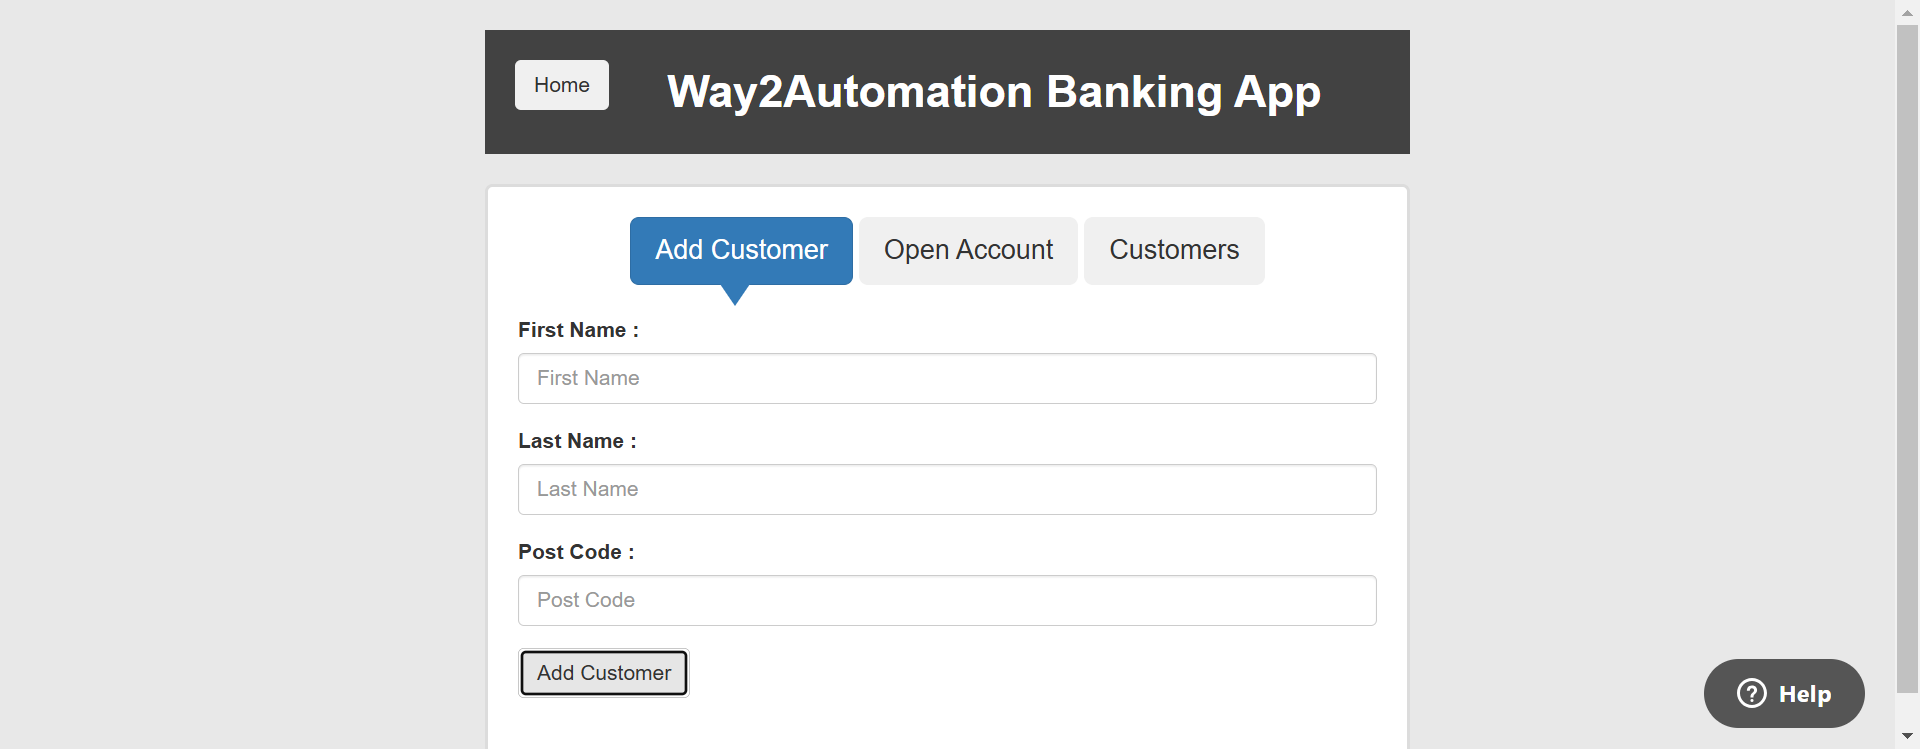 Home
Way2Automation Banking App
Add Customer
Open Account
Customers
First Name :
First Name
Last Name :
Last Name
Post Code :
Post Code
Add Customer
? Help